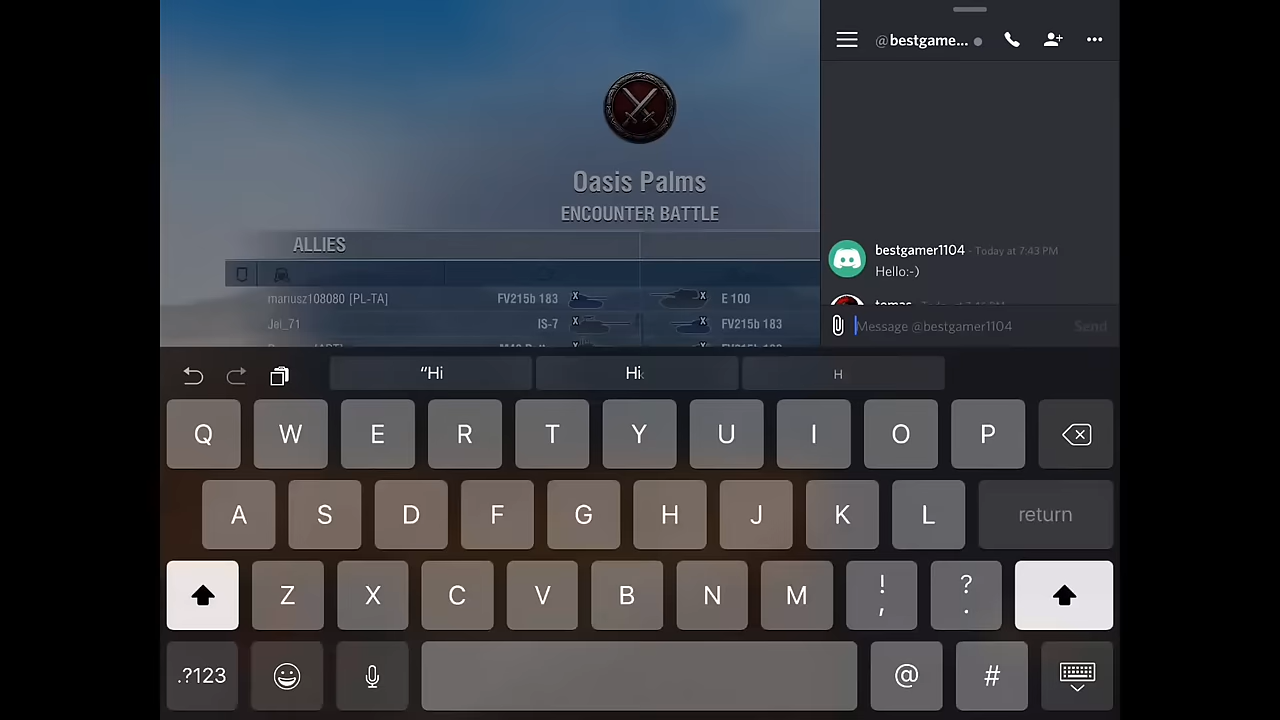 @bestgame...
Oasis Palms
ENCOUNTER BATTLE
ALLIES
mariusz108080 [PL-TA] FV215b 183 X X E 100
Jei_71 IS-7 X X FV215b 183
bestgamer1104 - Today at 7:43 PM
Hello:-)
Message @bestgamer1104 Send
“Hi Hi H
Q W E R T Y U I O P
A S D F G H J K L return
Z X C V B N M ! , ? .
.?123 @ #